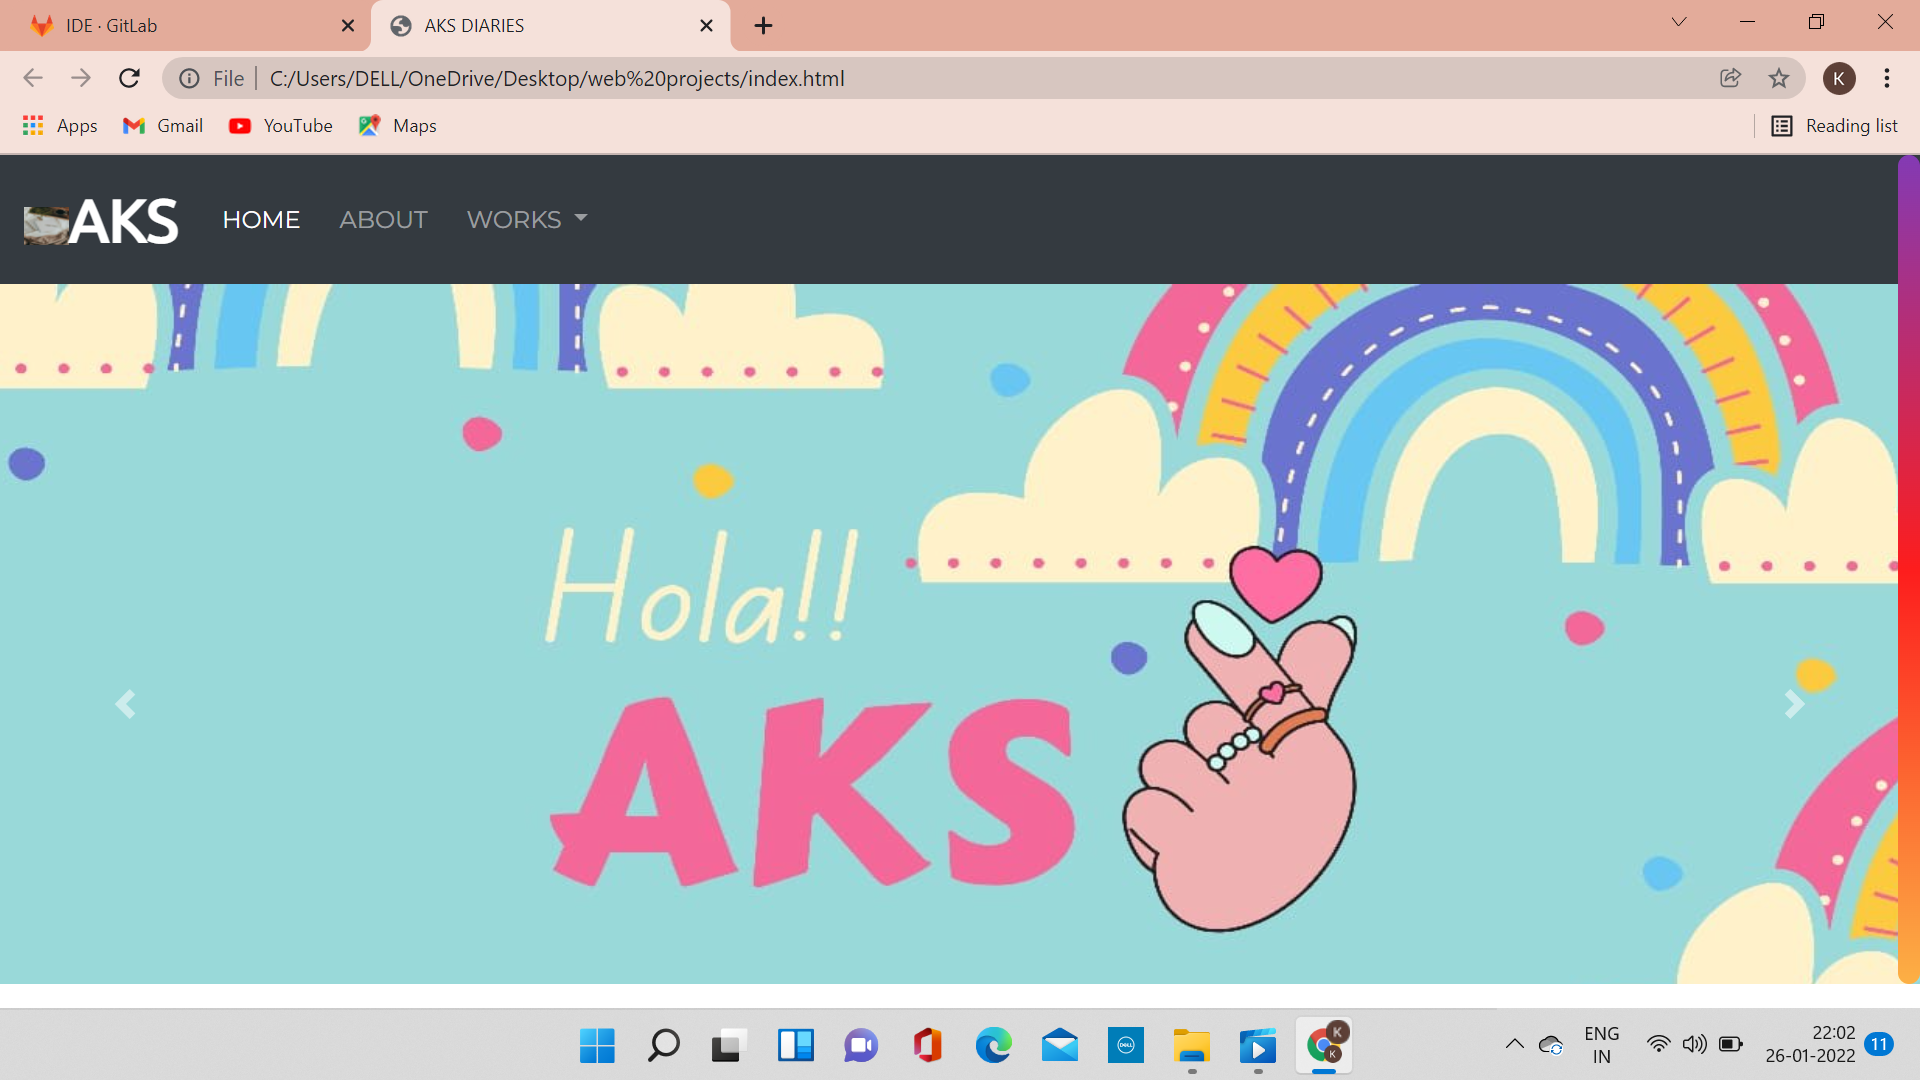 IDE · GitLab
AKS DIARIES
File
C:/Users/DELL/OneDrive/Desktop/web%20projects/index.html
K
Apps
Gmail
YouTube
Maps
Reading list
AKS
HOME
ABOUT
WORKS
Hola!!
AKS
DELL
K
K
ENG
IN
22:02
26-01-2022
11